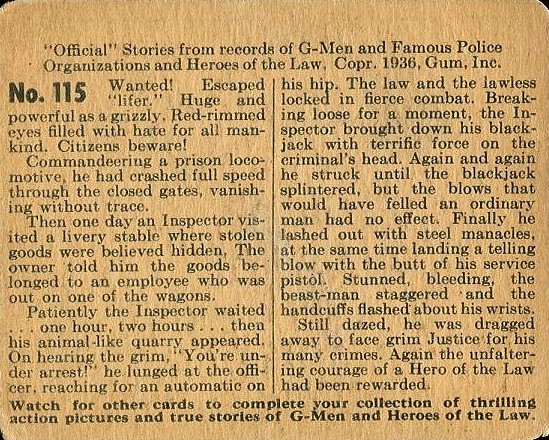 "Official" Stories from records of G-Men and Famous Police
Organizations and Heroes of the Law. Copr. 1936, Gum, Inc.
No. 115 Wanted! Escaped
"lifer." Huge and
powerful as a grizzly. Red-rimmed
eyes filled with hate for all man-
kind. Citizens beware!
Commandeering a prison loco-
motive, he had crashed full speed
through the closed gates, vanish-
ing without trace.
Then one day an Inspector vis-
ited a livery stable where stolen
goods were believed hidden. The
owner told him the goods be-
longed to an employee who was
out on one of the wagons.
Patiently the Inspector waited
... one hour, two hours ... then
his animal-like quarry appeared.
On hearing the grim, "You're un-
der arrest!" he lunged at the offi-
cer, reaching for an automatic on
his hip. The law and the lawless
locked in fierce combat. Break-
ing loose for a moment, the In-
spector brought down his black-
jack with terrific force on the
criminal's head. Again and again
he struck until the blackjack
splintered, but the blows that
would have felled an ordinary
man had no effect. Finally he
lashed out with steel manacles,
at the same time landing a telling
blow with the butt of his service
pistol. Stunned, bleeding, the
beast-man staggered and the
handcuffs flashed about his wrists.
Still dazed, he was dragged
away to face grim Justice for his
many crimes. Again the unfalter-
ing courage of a Hero of the Law
had been rewarded.
Watch for other cards to complete your collection of thrilling
action pictures and true stories of G-Men and Heroes of the Law.